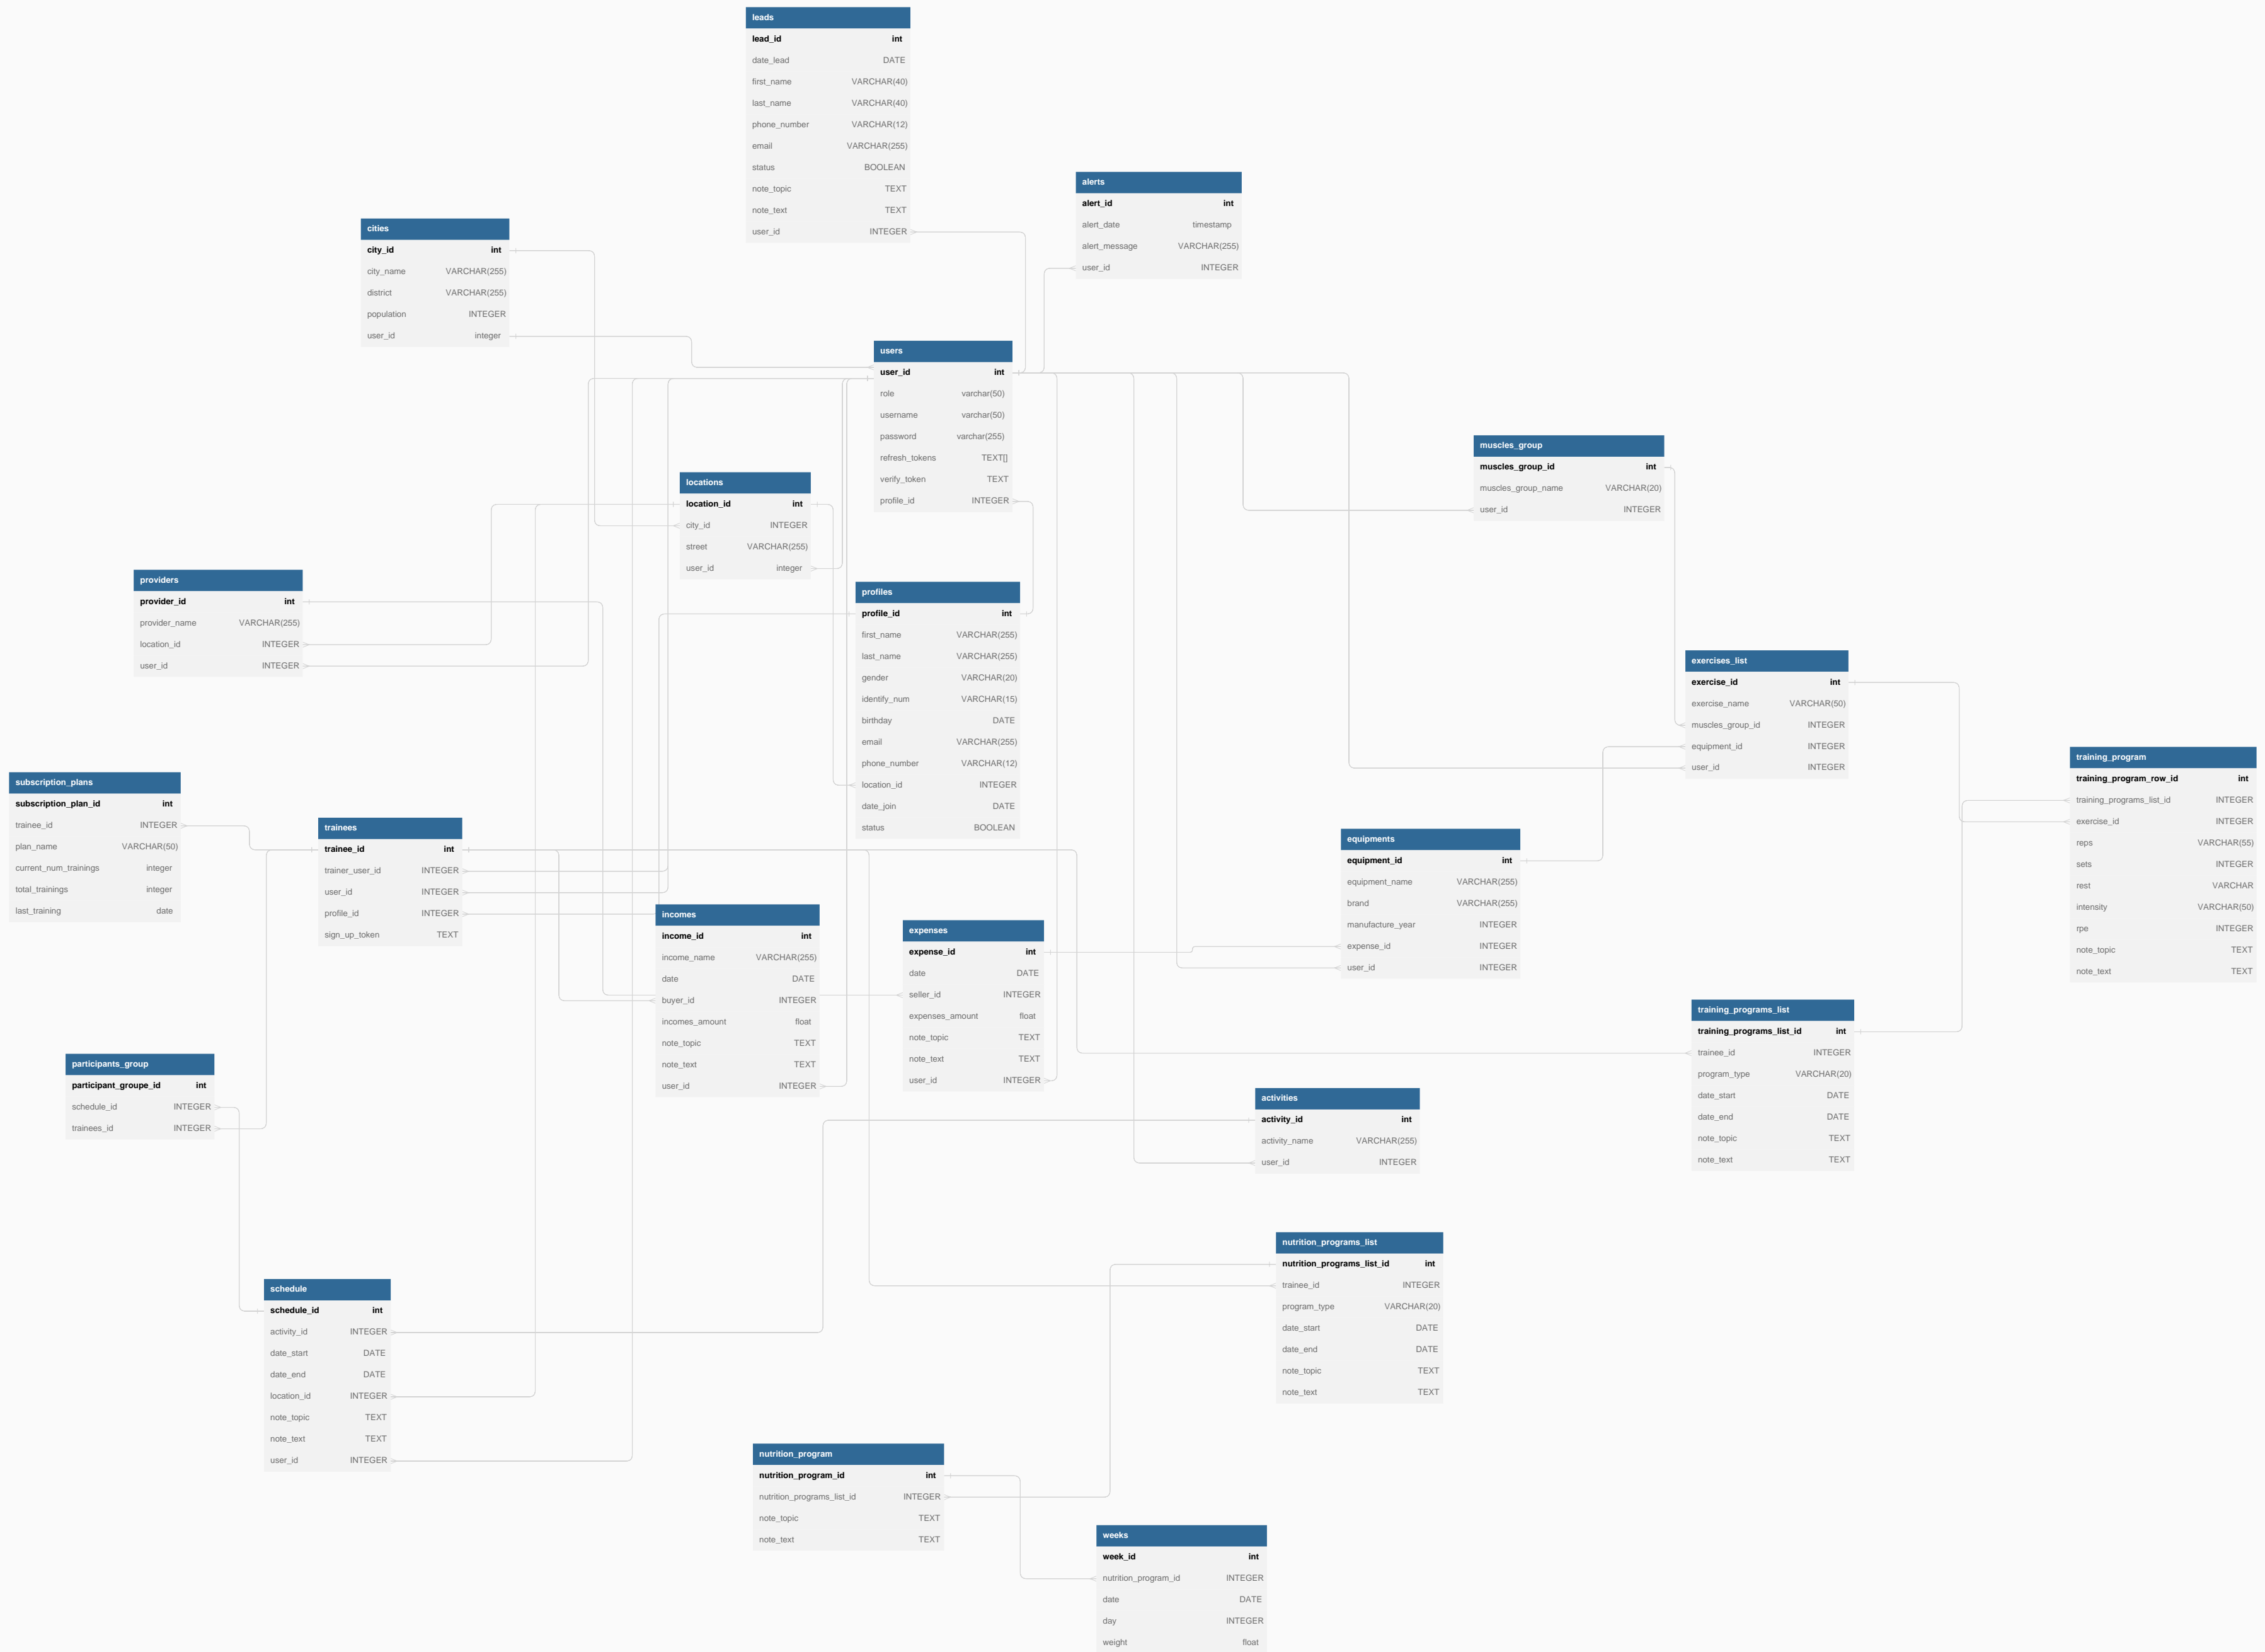 leads
lead_id int
date_lead DATE
first_name VARCHAR(40)
last_name VARCHAR(40)
phone_number VARCHAR(12)
email VARCHAR(255)
status BOOLEAN
note_topic TEXT
note_text TEXT
user_id INTEGER
alerts
alert_id int
alert_date timestamp
alert_message VARCHAR(255)
user_id INTEGER
cities
city_id int
city_name VARCHAR(255)
district VARCHAR(255)
population INTEGER
user_id integer
users
user_id int
role varchar(50)
username varchar(50)
password varchar(255)
refresh_tokens TEXT[]
verify_token TEXT
profile_id INTEGER
muscles_group
muscles_group_id int
muscles_group_name VARCHAR(20)
user_id INTEGER
locations
location_id int
city_id INTEGER
street VARCHAR(255)
user_id integer
providers
provider_id int
provider_name VARCHAR(255)
location_id INTEGER
user_id INTEGER
profiles
profile_id int
first_name VARCHAR(255)
last_name VARCHAR(255)
gender VARCHAR(20)
identify_num VARCHAR(15)
birthday DATE
email VARCHAR(255)
phone_number VARCHAR(12)
location_id INTEGER
date_join DATE
status BOOLEAN
exercises_list
exercise_id int
exercise_name VARCHAR(50)
muscles_group_id INTEGER
equipment_id INTEGER
user_id INTEGER
training_program
training_program_row_id int
training_programs_list_id INTEGER
exercise_id INTEGER
reps VARCHAR(55)
sets INTEGER
rest VARCHAR
intensity VARCHAR(50)
rpe INTEGER
note_topic TEXT
note_text TEXT
subscription_plans
subscription_plan_id int
trainee_id INTEGER
plan_name VARCHAR(50)
current_num_trainings integer
total_trainings integer
last_training date
trainees
trainee_id int
trainer_user_id INTEGER
user_id INTEGER
profile_id INTEGER
sign_up_token TEXT
equipments
equipment_id int
equipment_name VARCHAR(255)
brand VARCHAR(255)
manufacture_year INTEGER
expense_id INTEGER
user_id INTEGER
incomes
income_id int
income_name VARCHAR(255)
date DATE
buyer_id INTEGER
incomes_amount float
note_topic TEXT
note_text TEXT
user_id INTEGER
expenses
expense_id int
date DATE
seller_id INTEGER
expenses_amount float
note_topic TEXT
note_text TEXT
user_id INTEGER
training_programs_list
training_programs_list_id int
trainee_id INTEGER
program_type VARCHAR(20)
date_start DATE
date_end DATE
note_topic TEXT
note_text TEXT
participants_group
participant_groupe_id int
schedule_id INTEGER
trainees_id INTEGER
activities
activity_id int
activity_name VARCHAR(255)
user_id INTEGER
nutrition_programs_list
nutrition_programs_list_id int
trainee_id INTEGER
program_type VARCHAR(20)
date_start DATE
date_end DATE
note_topic TEXT
note_text TEXT
schedule
schedule_id int
activity_id INTEGER
date_start DATE
date_end DATE
location_id INTEGER
note_topic TEXT
note_text TEXT
user_id INTEGER
nutrition_program
nutrition_program_id int
nutrition_programs_list_id INTEGER
note_topic TEXT
note_text TEXT
weeks
week_id int
nutrition_program_id INTEGER
date DATE
day INTEGER
weight float